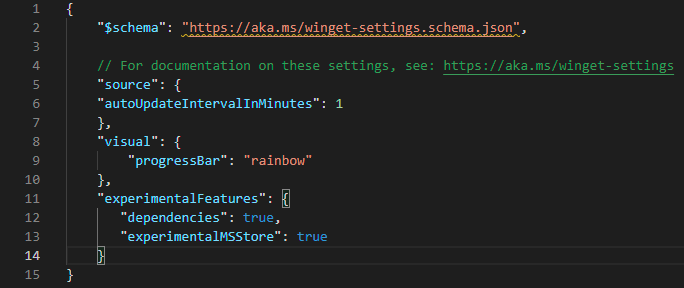 1 {
2 "$schema": "https://aka.ms/winget-settings.schema.json",
3
4 // For documentation on these settings, see: https://aka.ms/winget-settings
5 "source": {
6 "autoUpdateIntervalInMinutes": 1
7 },
8 "visual": {
9 "progressBar": "rainbow"
10 },
11 "experimentalFeatures": {
12 "dependencies": true,
13 "experimentalMSStore": true
14 }
15 }